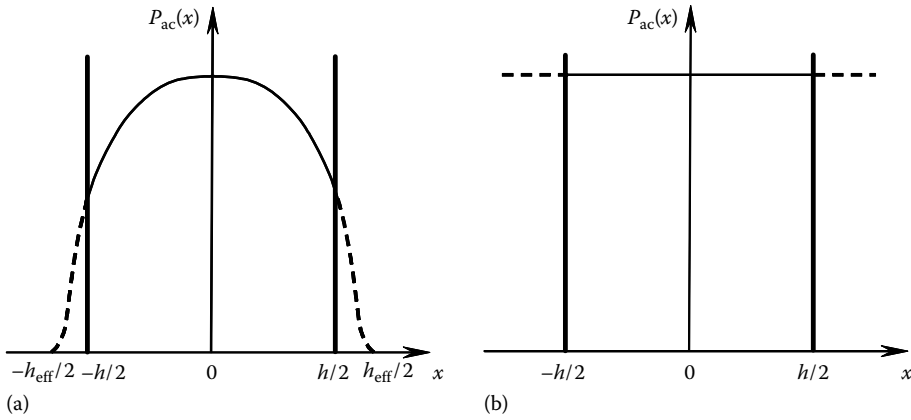 P_ac(x)
−h_eff/2 −h/2 0 h/2 h_eff/2 x
(a)
P_ac(x)
−h/2 0 h/2 x
(b)